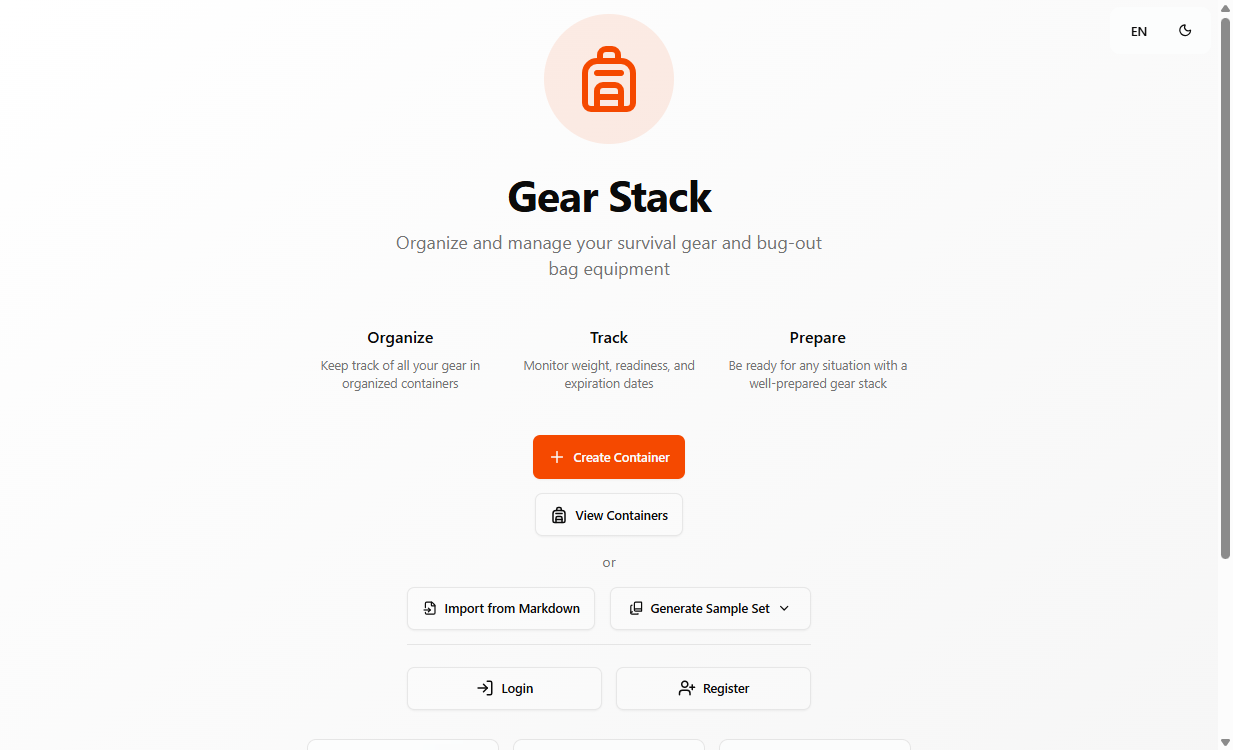 EN
Gear Stack
Organize and manage your survival gear and bug-out
bag equipment
Organize
Keep track of all your gear in
organized containers
Track
Monitor weight, readiness, and
expiration dates
Prepare
Be ready for any situation with a
well-prepared gear stack
Create Container
View Containers
or
Import from Markdown
Generate Sample Set
Login
Register